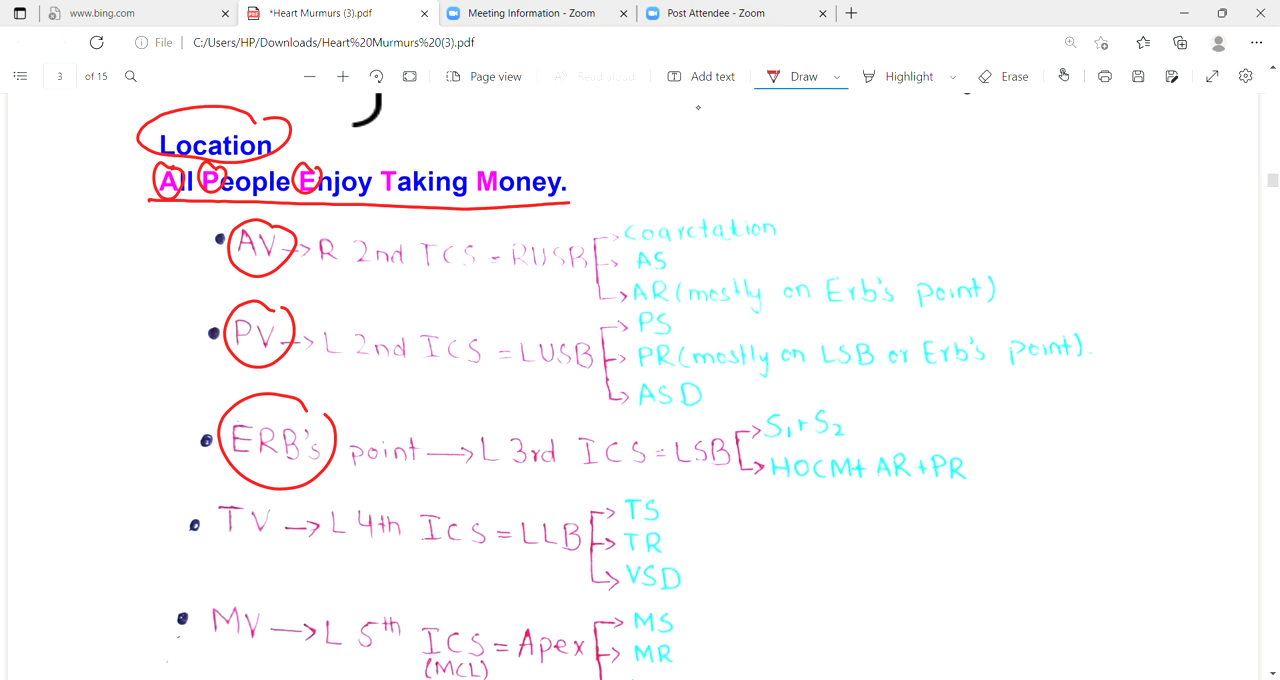 www.bing.com
*Heart Murmurs (3).pdf
Meeting Information - Zoom
Post Attendee - Zoom
File
C:/Users/HP/Downloads/Heart%20Murmurs%20(3).pdf
3 of 15
Page view
Read aloud
Add text
Draw
Highlight
Erase
Location
All People Enjoy Taking Money.
AV → R 2nd ICS = RUSB
Coarctation
AS
AR (mostly on Erb's point)
PV → L 2nd ICS = LUSB
PS
PR (mostly on LSB or Erb's point).
ASD
ERB's point → L 3rd ICS = LSB
S1 + S2
HOCM + AR + PR
TV → L 4th ICS = LLB
TS
TR
VSD
MV → L 5th ICS = Apex
(MCL)
MS
MR